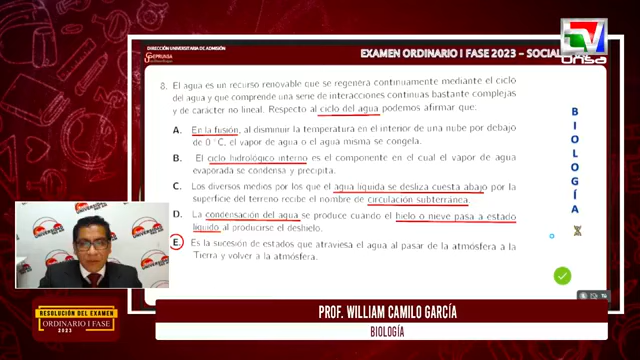 DIRECCIÓN UNIVERSITARIA DE ADMISIÓN
CEPRUNSA
EXAMEN ORDINARIO I FASE 2023 - SOCIAL
TV
Unsa
8. El agua es un recurso renovable que se regenera continuamente mediante el ciclo
del agua y que comprende una serie de interacciones continuas bastante complejas
y de carácter no lineal. Respecto al ciclo del agua podemos afirmar que:
A. En la fusión, al disminuir la temperatura en el interior de una nube por debajo
de 0 °C, el vapor de agua o el agua misma se congela.
B. El ciclo hidrológico interno es el componente en el cual el vapor de agua
evaporada se condensa y precipita.
C. Los diversos medios por los que el agua líquida se desliza cuesta abajo por la
superficie del terreno recibe el nombre de circulación subterránea.
D. La condensación del agua se produce cuando el hielo o nieve pasa a estado
líquido al producirse el deshielo.
E. Es la sucesión de estados que atraviesa el agua al pasar de la atmósfera a la
Tierra y volver a la atmósfera.
BIOLOGÍA
RESOLUCIÓN DEL EXAMEN
ORDINARIO I FASE
2023
PROF. WILLIAM CAMILO GARCÍA
BIOLOGÍA